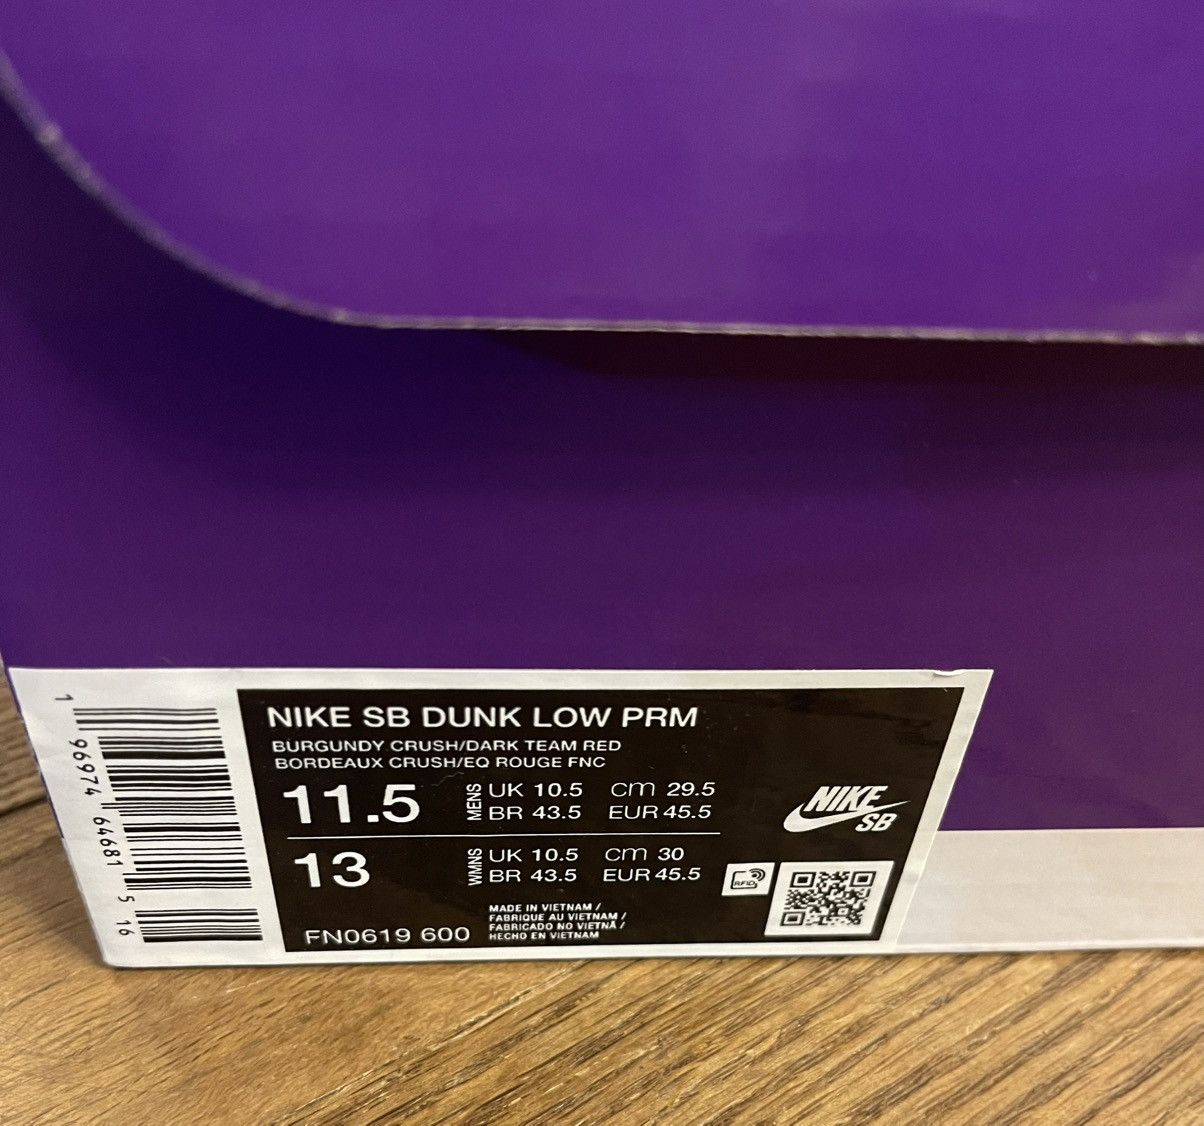 NIKE SB DUNK LOW PRM
BURGUNDY CRUSH/DARK TEAM RED
BORDEAUX CRUSH/EQ ROUGE FNC
11.5 MENS UK 10.5 cm 29.5
BR 43.5 EUR 45.5
13 WMNS UK 10.5 cm 30
BR 43.5 EUR 45.5
NIKE
SB
RFID
MADE IN VIETNAM /
FABRIQUE AU VIETNAM /
FABRICADO NO VIETNÃ /
HECHO EN VIETNAM
FN0619 600
1 96974 64681 5 16